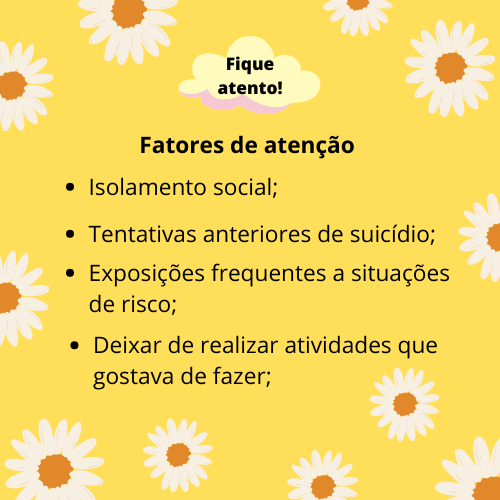 Fique
atento!
Fatores de atenção
• Isolamento social;
• Tentativas anteriores de suicídio;
• Exposições frequentes a situações
de risco;
• Deixar de realizar atividades que
gostava de fazer;